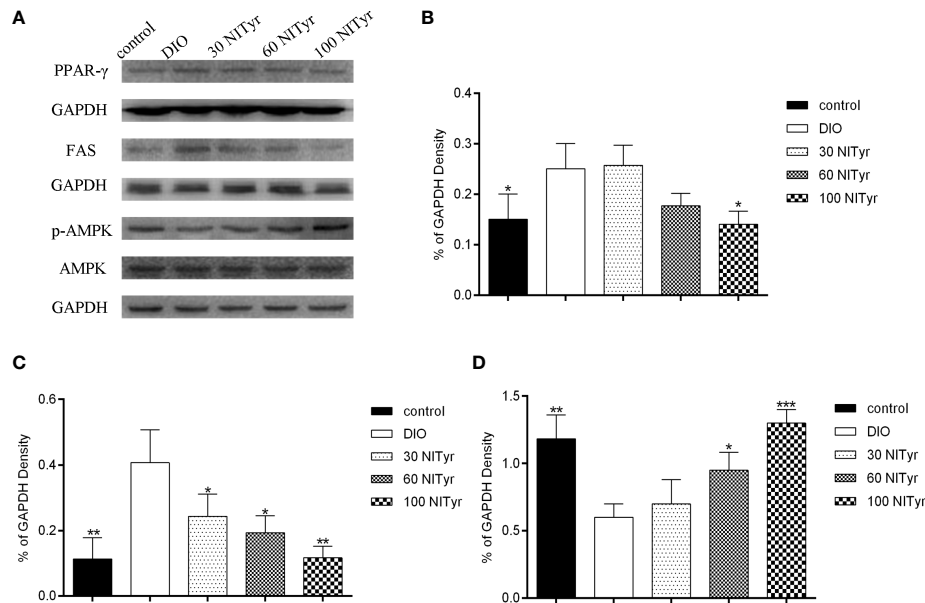 A
control
DIO
30 NITyr
60 NITyr
100 NITyr
PPAR-γ
GAPDH
FAS
GAPDH
p-AMPK
AMPK
GAPDH
B
% of GAPDH Density
0.4
0.3
0.2
0.1
0.0
*
*
control
DIO
30 NITyr
60 NITyr
100 NITyr
C
% of GAPDH Density
0.6
0.4
0.2
0.0
**
*
*
**
control
DIO
30 NITyr
60 NITyr
100 NITyr
D
% of GAPDH Density
1.5
1.0
0.5
0.0
**
*
***
control
DIO
30 NITyr
60 NITyr
100 NITyr